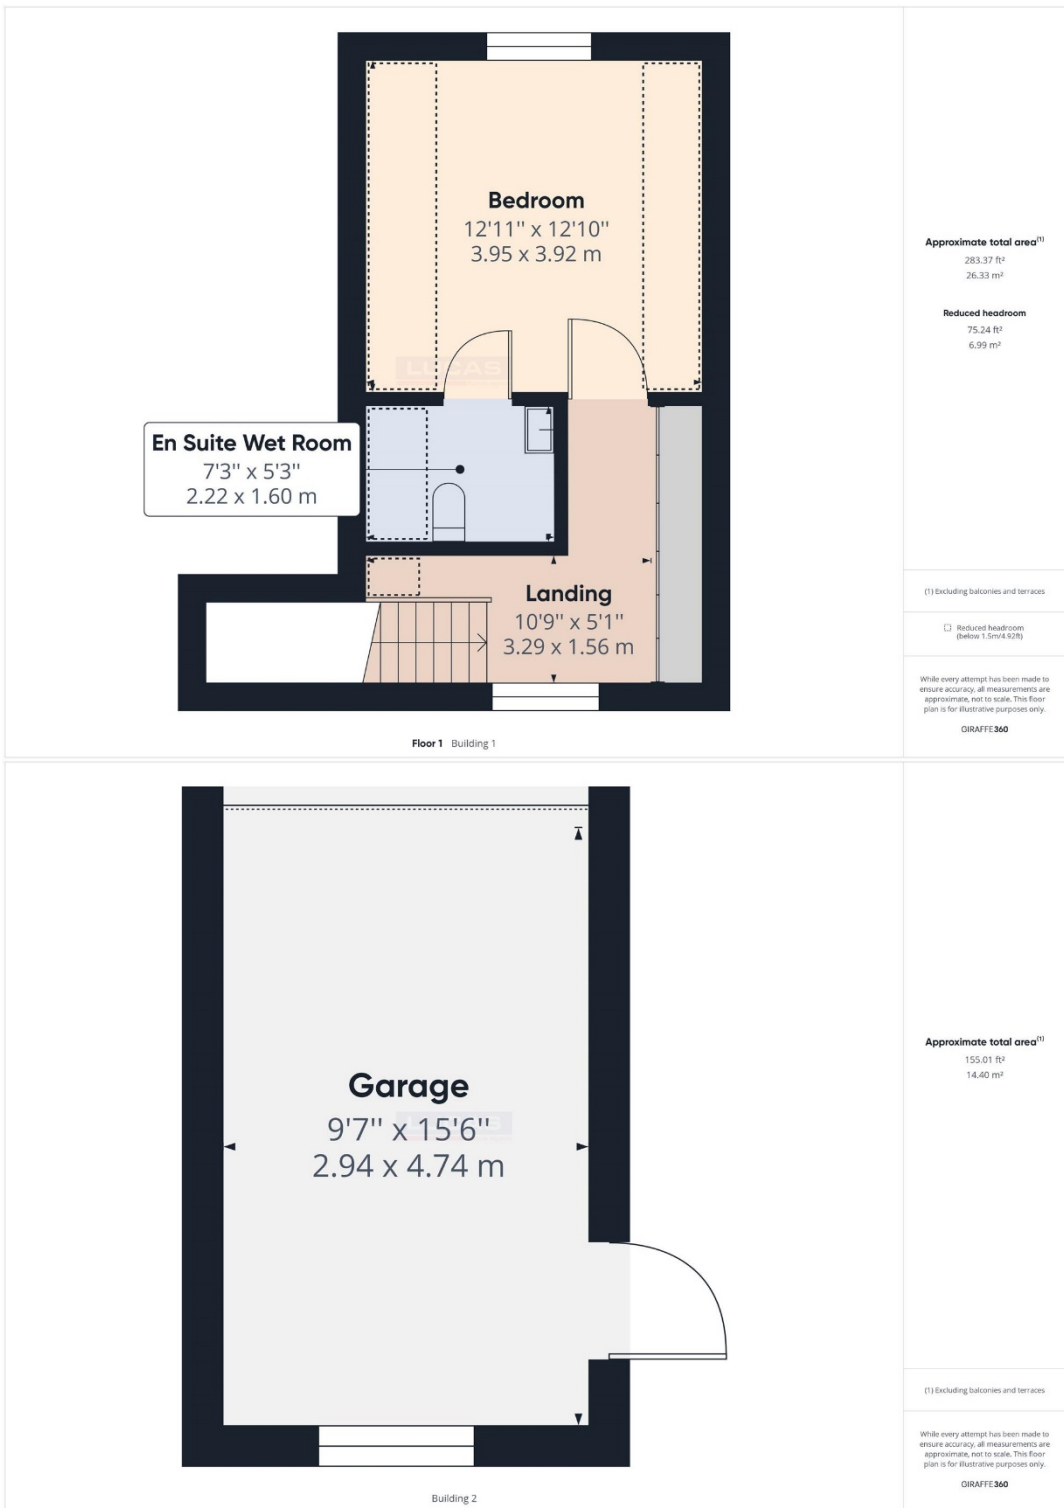 Bedroom
12'11" x 12'10"
3.95 x 3.92 m
LUCAS
En Suite Wet Room
7'3" x 5'3"
2.22 x 1.60 m
Landing
10'9" x 5'1"
3.29 x 1.56 m
Floor 1 Building 1
Approximate total area(1)
283.37 ft²
26.33 m²
Reduced headroom
75.24 ft²
6.99 m²
(1) Excluding balconies and terraces
Reduced headroom
(below 1.5m/4.92ft)
While every attempt has been made to
ensure accuracy, all measurements are
approximate, not to scale. This floor
plan is for illustrative purposes only.
GIRAFFE360
Garage
9'7" x 15'6"
2.94 x 4.74 m
Building 2
Approximate total area(1)
155.01 ft²
14.40 m²
(1) Excluding balconies and terraces
While every attempt has been made to
ensure accuracy, all measurements are
approximate, not to scale. This floor
plan is for illustrative purposes only.
GIRAFFE360